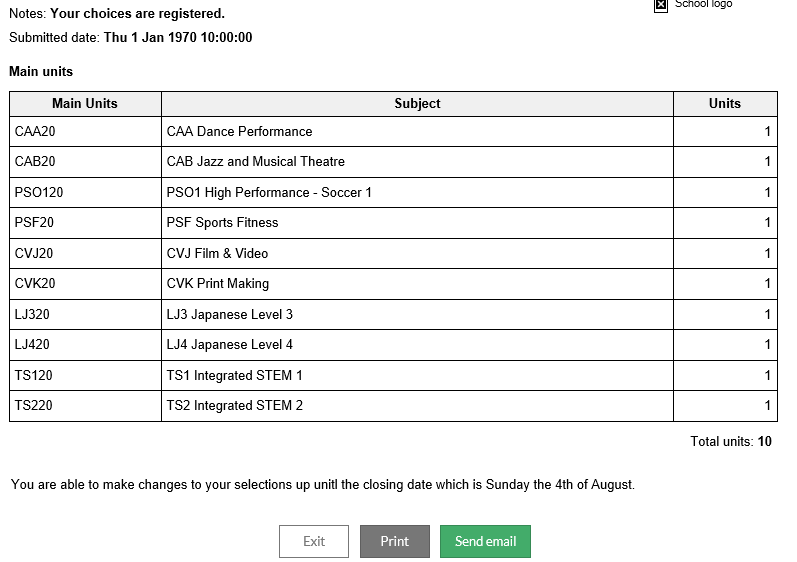 School logo
Notes: Your choices are registered.
Submitted date: Thu 1 Jan 1970 10:00:00
Main units
Main Units Subject Units
CAA20 CAA Dance Performance 1
CAB20 CAB Jazz and Musical Theatre 1
PSO120 PSO1 High Performance - Soccer 1 1
PSF20 PSF Sports Fitness 1
CVJ20 CVJ Film & Video 1
CVK20 CVK Print Making 1
LJ320 LJ3 Japanese Level 3 1
LJ420 LJ4 Japanese Level 4 1
TS120 TS1 Integrated STEM 1 1
TS220 TS2 Integrated STEM 2 1
Total units: 10
You are able to make changes to your selections up unitl the closing date which is Sunday the 4th of August.
Exit Print Send email